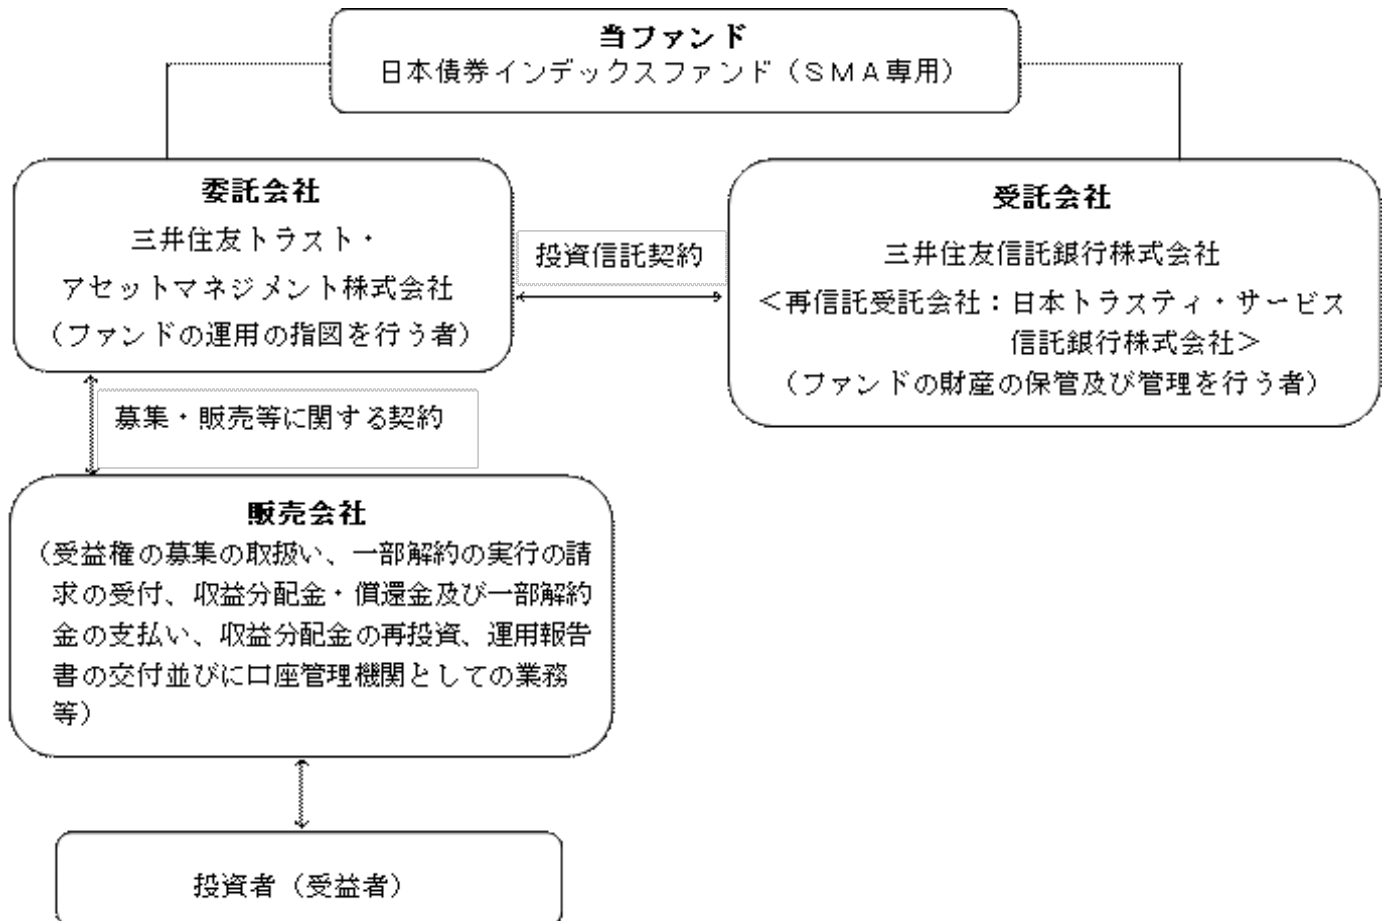 当ファンド
日本債券インデックスファンド（ＳＭＡ専用）
委託会社
三井住友トラスト・
アセットマネジメント株式会社
（ファンドの運用の指図を行う者）
投資信託契約
受託会社
三井住友信託銀行株式会社
＜再信託受託会社：日本トラスティ・サービス
信託銀行株式会社＞
（ファンドの財産の保管及び管理を行う者）
募集・販売等に関する契約
販売会社
（受益権の募集の取扱い、一部解約の実行の請
求の受付、収益分配金・償還金及び一部解約
金の支払い、収益分配金の再投資、運用報告
書の交付並びに口座管理機関としての業務
等）
投資者（受益者）